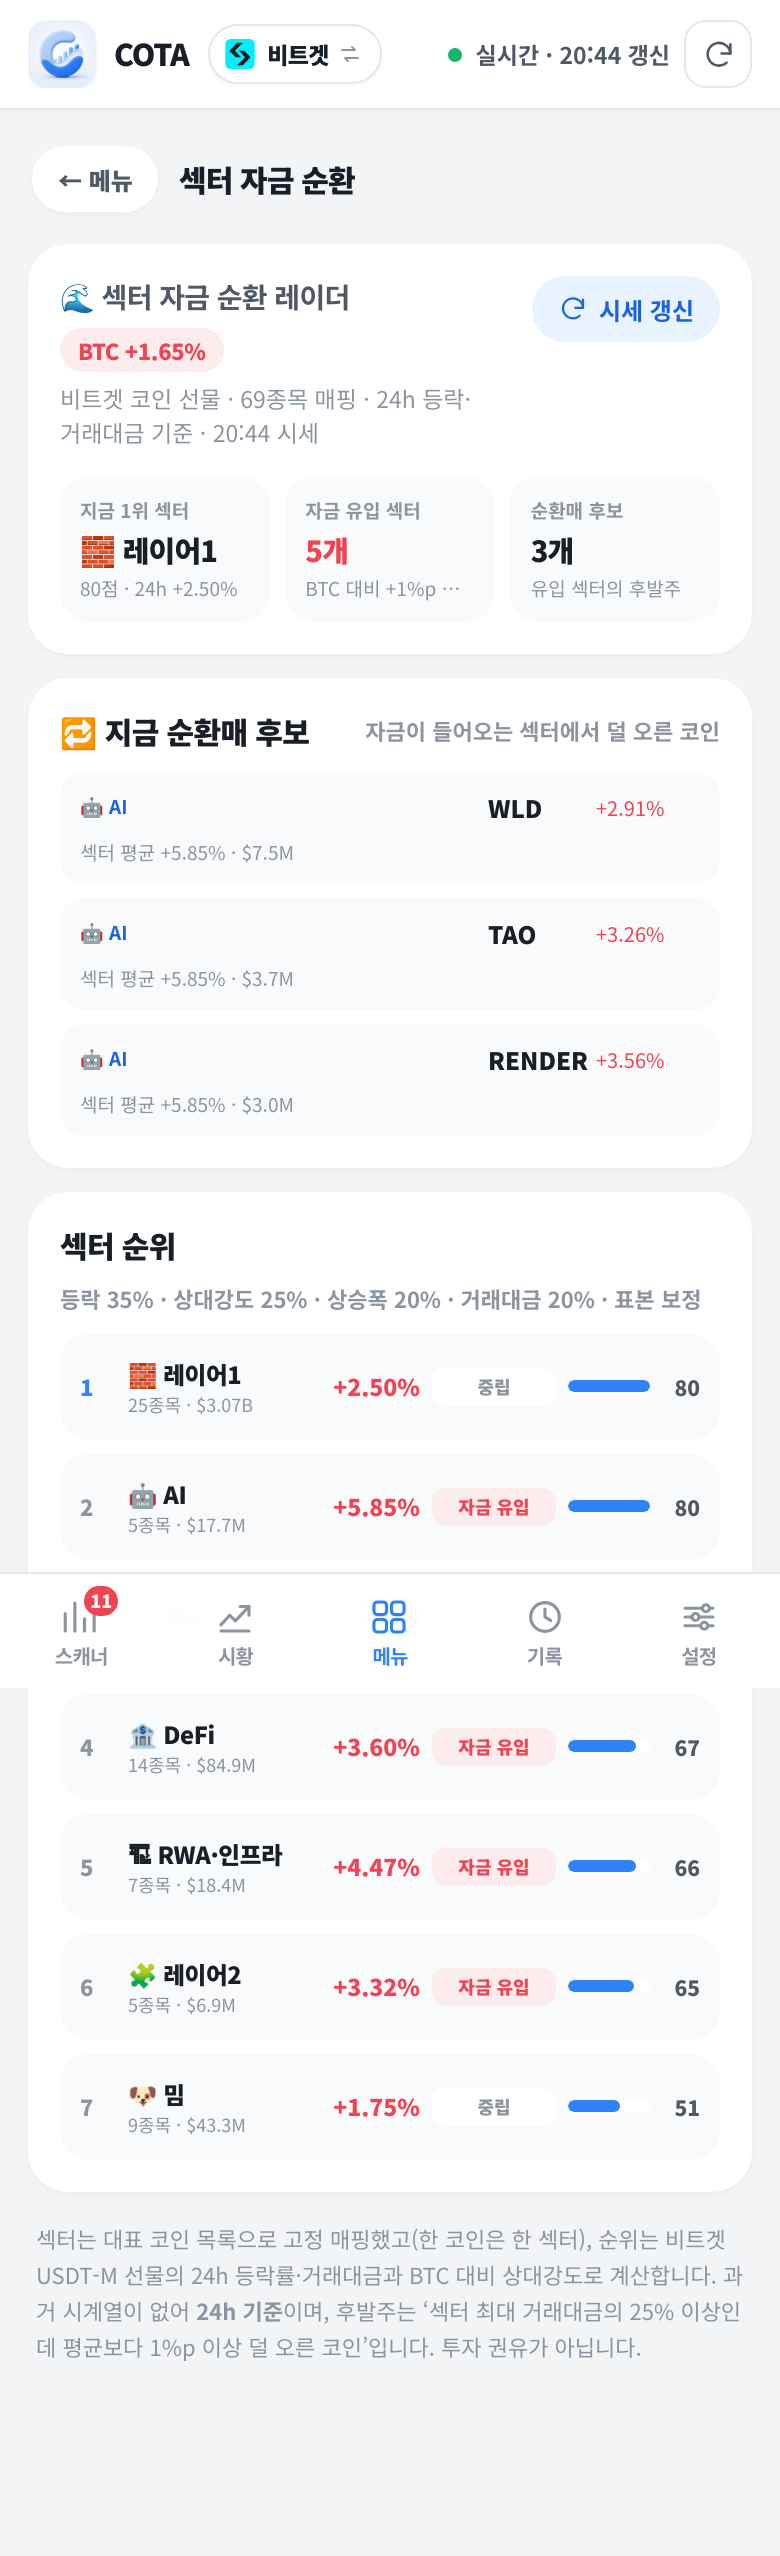 COTA
비트겟
실시간 · 20:44 갱신
← 메뉴
섹터 자금 순환
🌊 섹터 자금 순환 레이더
BTC +1.65%
시세 갱신
비트겟 코인 선물 · 69종목 매핑 · 24h 등락·
거래대금 기준 · 20:44 시세
지금 1위 섹터
🧱 레이어1
80점 · 24h +2.50%
자금 유입 섹터
5개
BTC 대비 +1%p ···
순환매 후보
3개
유입 섹터의 후발주
🔁 지금 순환매 후보
자금이 들어오는 섹터에서 덜 오른 코인
🤖 AI WLD +2.91%
섹터 평균 +5.85% · $7.5M
🤖 AI TAO +3.26%
섹터 평균 +5.85% · $3.7M
🤖 AI RENDER +3.56%
섹터 평균 +5.85% · $3.0M
섹터 순위
등락 35% · 상대강도 25% · 상승폭 20% · 거래대금 20% · 표본 보정
1 🧱 레이어1 +2.50% 중립 80
25종목 · $3.07B
2 🤖 AI +5.85% 자금 유입 80
5종목 · $17.7M
11
스캐너
시황
메뉴
기록
설정
4 🏦 DeFi +3.60% 자금 유입 67
14종목 · $84.9M
5 🏗 RWA·인프라 +4.47% 자금 유입 66
7종목 · $18.4M
6 🧩 레이어2 +3.32% 자금 유입 65
5종목 · $6.9M
7 🐶 밈 +1.75% 중립 51
9종목 · $43.3M
섹터는 대표 코인 목록으로 고정 매핑했고(한 코인은 한 섹터), 순위는 비트겟
USDT-M 선물의 24h 등락률·거래대금과 BTC 대비 상대강도로 계산합니다. 과
거 시계열이 없어 24h 기준이며, 후발주는 ‘섹터 최대 거래대금의 25% 이상인
데 평균보다 1%p 이상 덜 오른 코인’입니다. 투자 권유가 아닙니다.